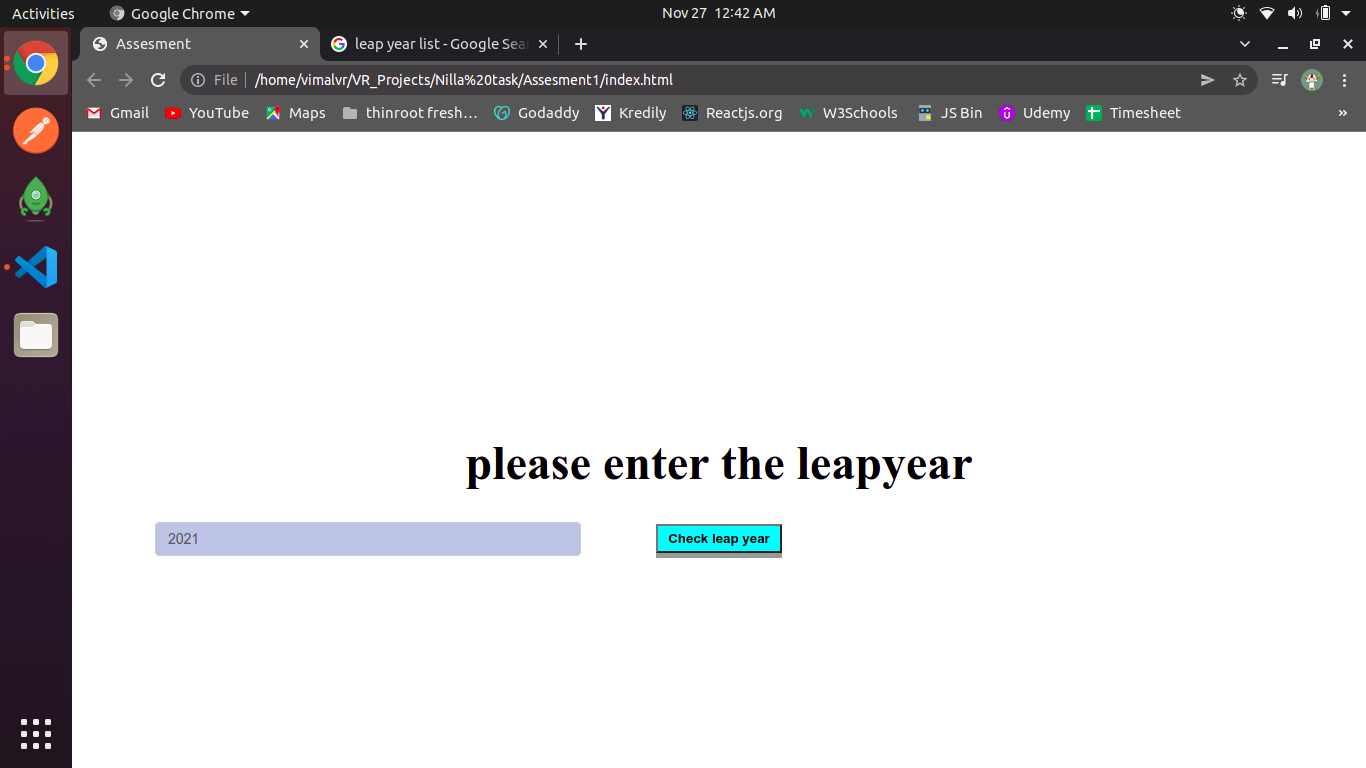 Activities Google Chrome Nov 27 12:42 AM
Assesment leap year list - Google Sea
File /home/vimalvr/VR_Projects/Nilla%20task/Assesment1/index.html
Gmail YouTube Maps thinroot fresh… Godaddy Kredily Reactjs.org W3Schools JS Bin Udemy Timesheet »
please enter the leapyear
2021 Check leap year